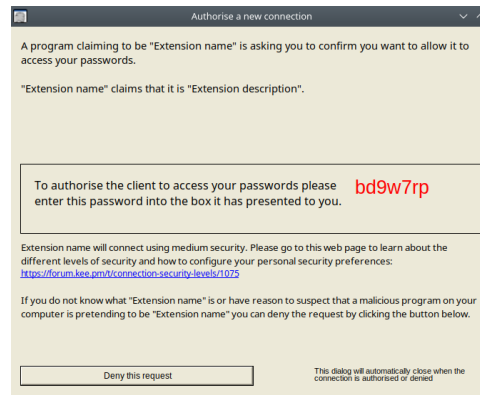 Authorise a new connection
A program claiming to be "Extension name" is asking you to confirm you want to allow it to
access your passwords.
"Extension name" claims that it is "Extension description".
To authorise the client to access your passwords please
enter this password into the box it has presented to you.
bd9w7rp
Extension name will connect using medium security. Please go to this web page to learn about the
different levels of security and how to configure your personal security preferences:
https://forum.kee.pm/t/connection-security-levels/1075
If you do not know what "Extension name" is or have reason to suspect that a malicious program on your
computer is pretending to be "Extension name" you can deny the request by clicking the button below.
Deny this request
This dialog will automatically close when the
connection is authorised or denied